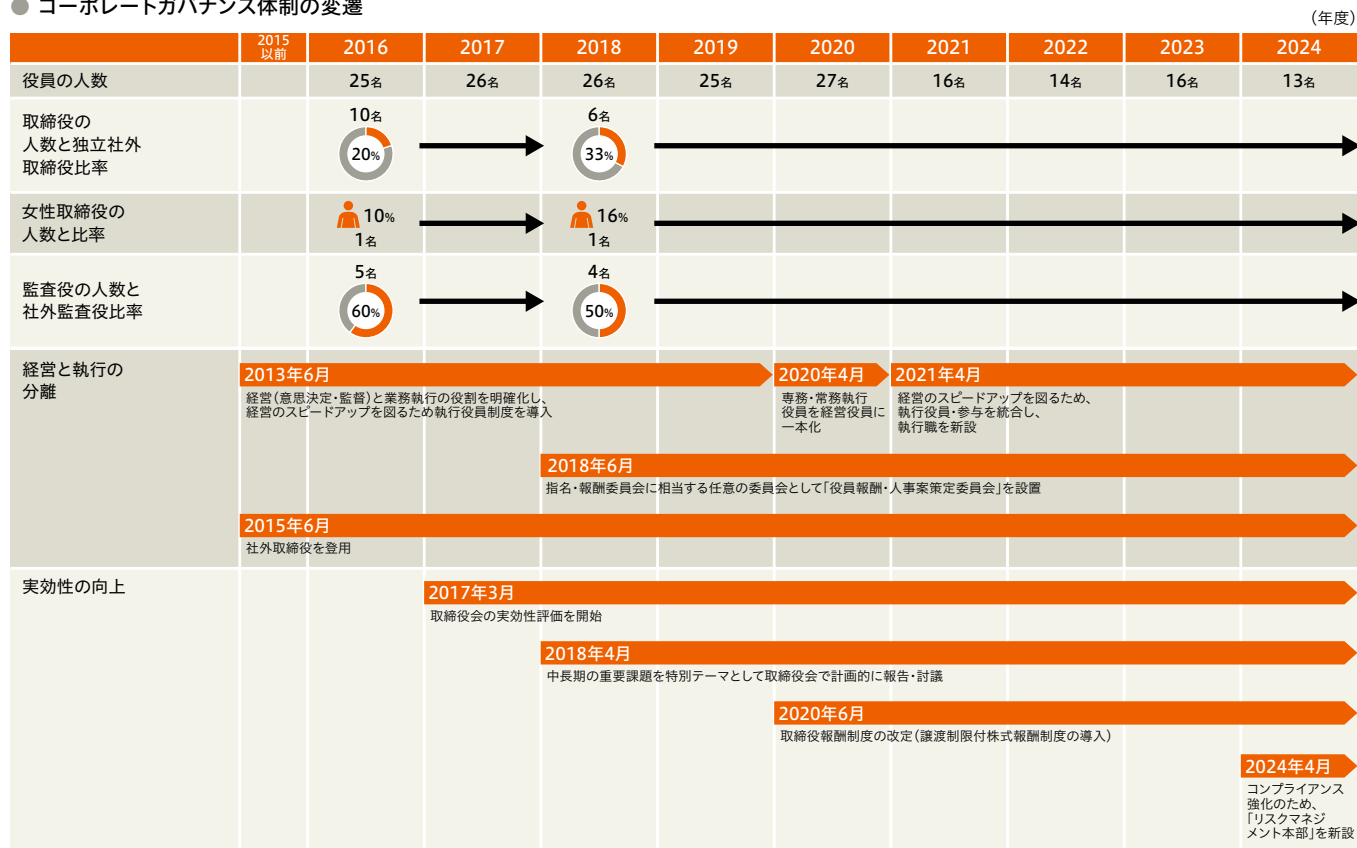 ● コーポレートガバナンス体制の変遷
（年度）
2015
以前
2016 2017 2018 2019 2020 2021 2022 2023 2024
役員の人数 25名 26名 26名 25名 27名 16名 14名 16名 13名
取締役の
人数と独立社外
取締役比率
10名
20%
6名
33%
女性取締役の
人数と比率
10%
1名
16%
1名
監査役の人数と
社外監査役比率
5名
60%
4名
50%
経営と執行の
分離
2013年6月
経営（意思決定・監督）と業務執行の役割を明確化し、
経営のスピードアップを図るため執行役員制度を導入
2020年4月
専務・常務執行
役員を経営役員に
一本化
2021年4月
経営のスピードアップを図るため、
執行役員・参与を統合し、
執行職を新設
2018年6月
指名・報酬委員会に相当する任意の委員会として「役員報酬・人事案策定委員会」を設置
2015年6月
社外取締役を登用
実効性の向上
2017年3月
取締役会の実効性評価を開始
2018年4月
中長期の重要課題を特別テーマとして取締役会で計画的に報告・討議
2020年6月
取締役報酬制度の改定（譲渡制限付株式報酬制度の導入）
2024年4月
コンプライアンス
強化のため、
「リスクマネジ
メント本部」を新設